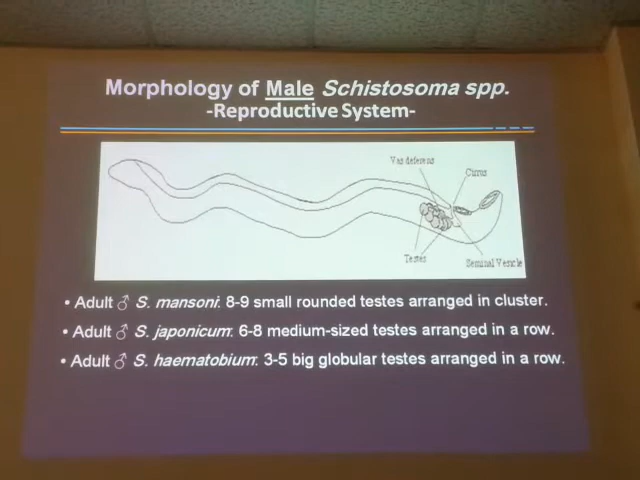 Morphology of Male Schistosoma spp.
-Reproductive System-
Vas deferens
Cirrus
Testes
Seminal Vesicle
• Adult ♂ S. mansoni: 8-9 small rounded testes arranged in cluster.
• Adult ♂ S. japonicum: 6-8 medium-sized testes arranged in a row.
• Adult ♂ S. haematobium: 3-5 big globular testes arranged in a row.